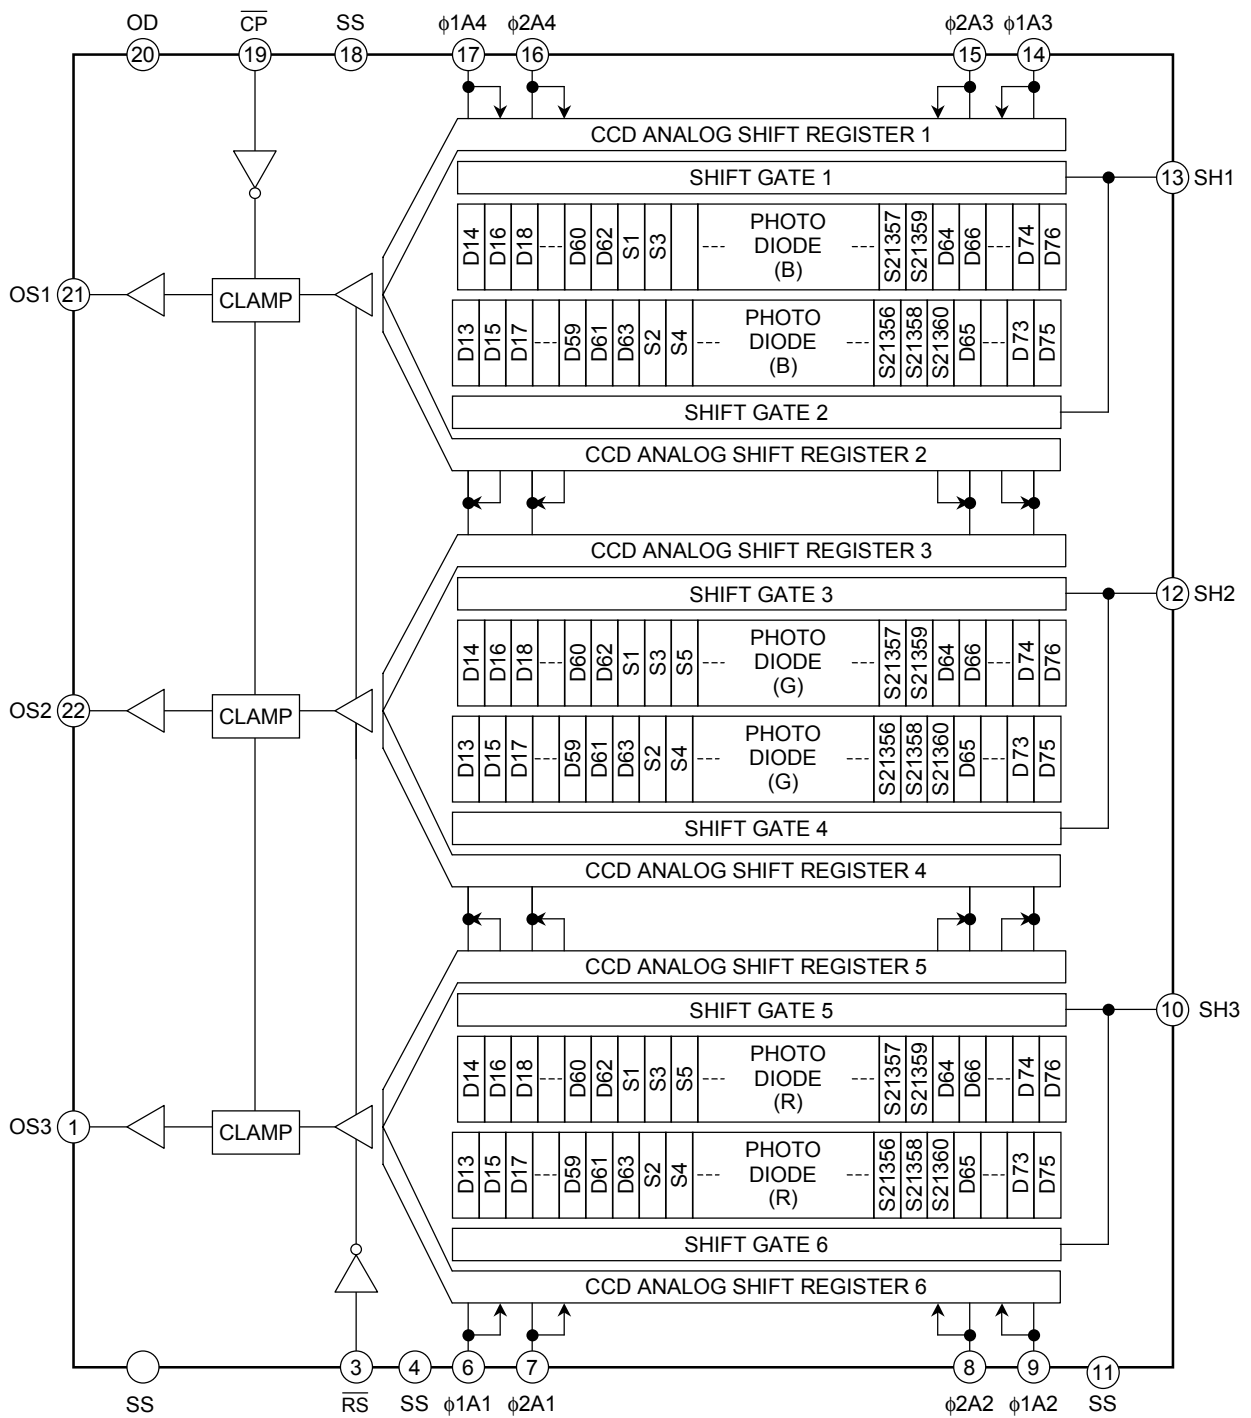 OD CP SS ϕ1A4 ϕ2A4 ϕ2A3 ϕ1A3
20 19 18 17 16 15 14
CCD ANALOG SHIFT REGISTER 1
SHIFT GATE 1
13 SH1
D14 D16 D18 ---- D60 D62 S1 S3 --- PHOTO DIODE (B) --- S21357 S21359 D64 D66 --- D74 D76
OS1 21 CLAMP
D13 D15 D17 ---- D59 D61 D63 S2 S4 --- PHOTO DIODE (B) --- S21356 S21358 S21360 D65 --- D73 D75
SHIFT GATE 2
CCD ANALOG SHIFT REGISTER 2
CCD ANALOG SHIFT REGISTER 3
SHIFT GATE 3
12 SH2
D14 D16 D18 ---- D60 D62 S1 S3 S5 --- PHOTO DIODE (G) --- S21357 S21359 D64 D66 --- D74 D76
OS2 22 CLAMP
D13 D15 D17 ---- D59 D61 D63 S2 S4 --- PHOTO DIODE (G) --- S21356 S21358 S21360 D65 --- D73 D75
SHIFT GATE 4
CCD ANALOG SHIFT REGISTER 4
CCD ANALOG SHIFT REGISTER 5
SHIFT GATE 5
10 SH3
D14 D16 D18 ---- D60 D62 S1 S3 S5 --- PHOTO DIODE (R) --- S21357 S21359 D64 D66 --- D74 D76
OS3 1 CLAMP
D13 D15 D17 ---- D59 D61 D63 S2 S4 --- PHOTO DIODE (R) --- S21356 S21358 S21360 D65 --- D73 D75
SHIFT GATE 6
CCD ANALOG SHIFT REGISTER 6
3 4 6 7 8 9 11
SS RS SS ϕ1A1 ϕ2A1 ϕ2A2 ϕ1A2 SS